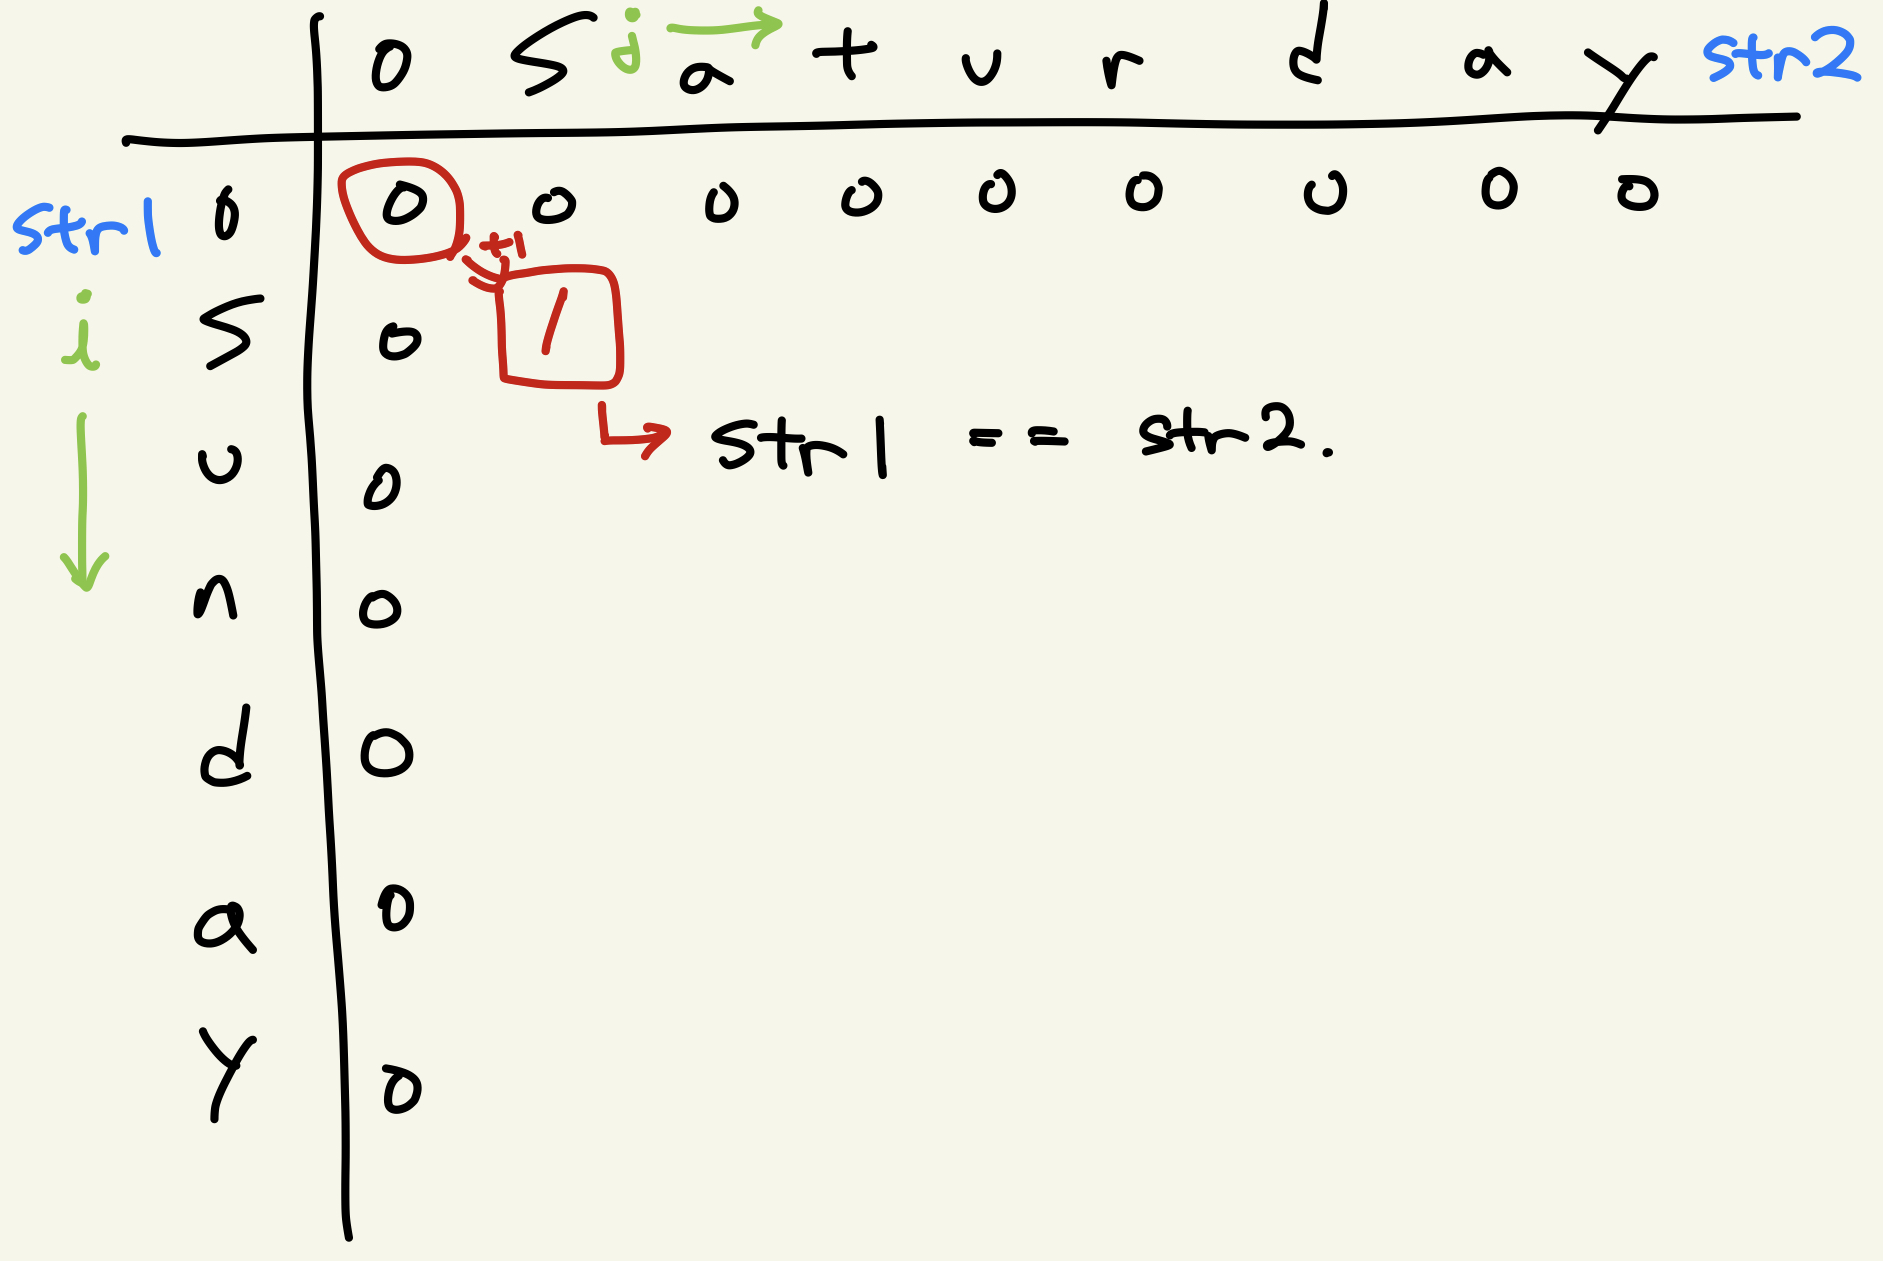 0 S a t u r d a y str2
j
str1 0 0 0 0 0 0 0 0 0 0
+1
i S 0 1
str1 == str2.
u 0
n 0
d 0
a 0
y 0